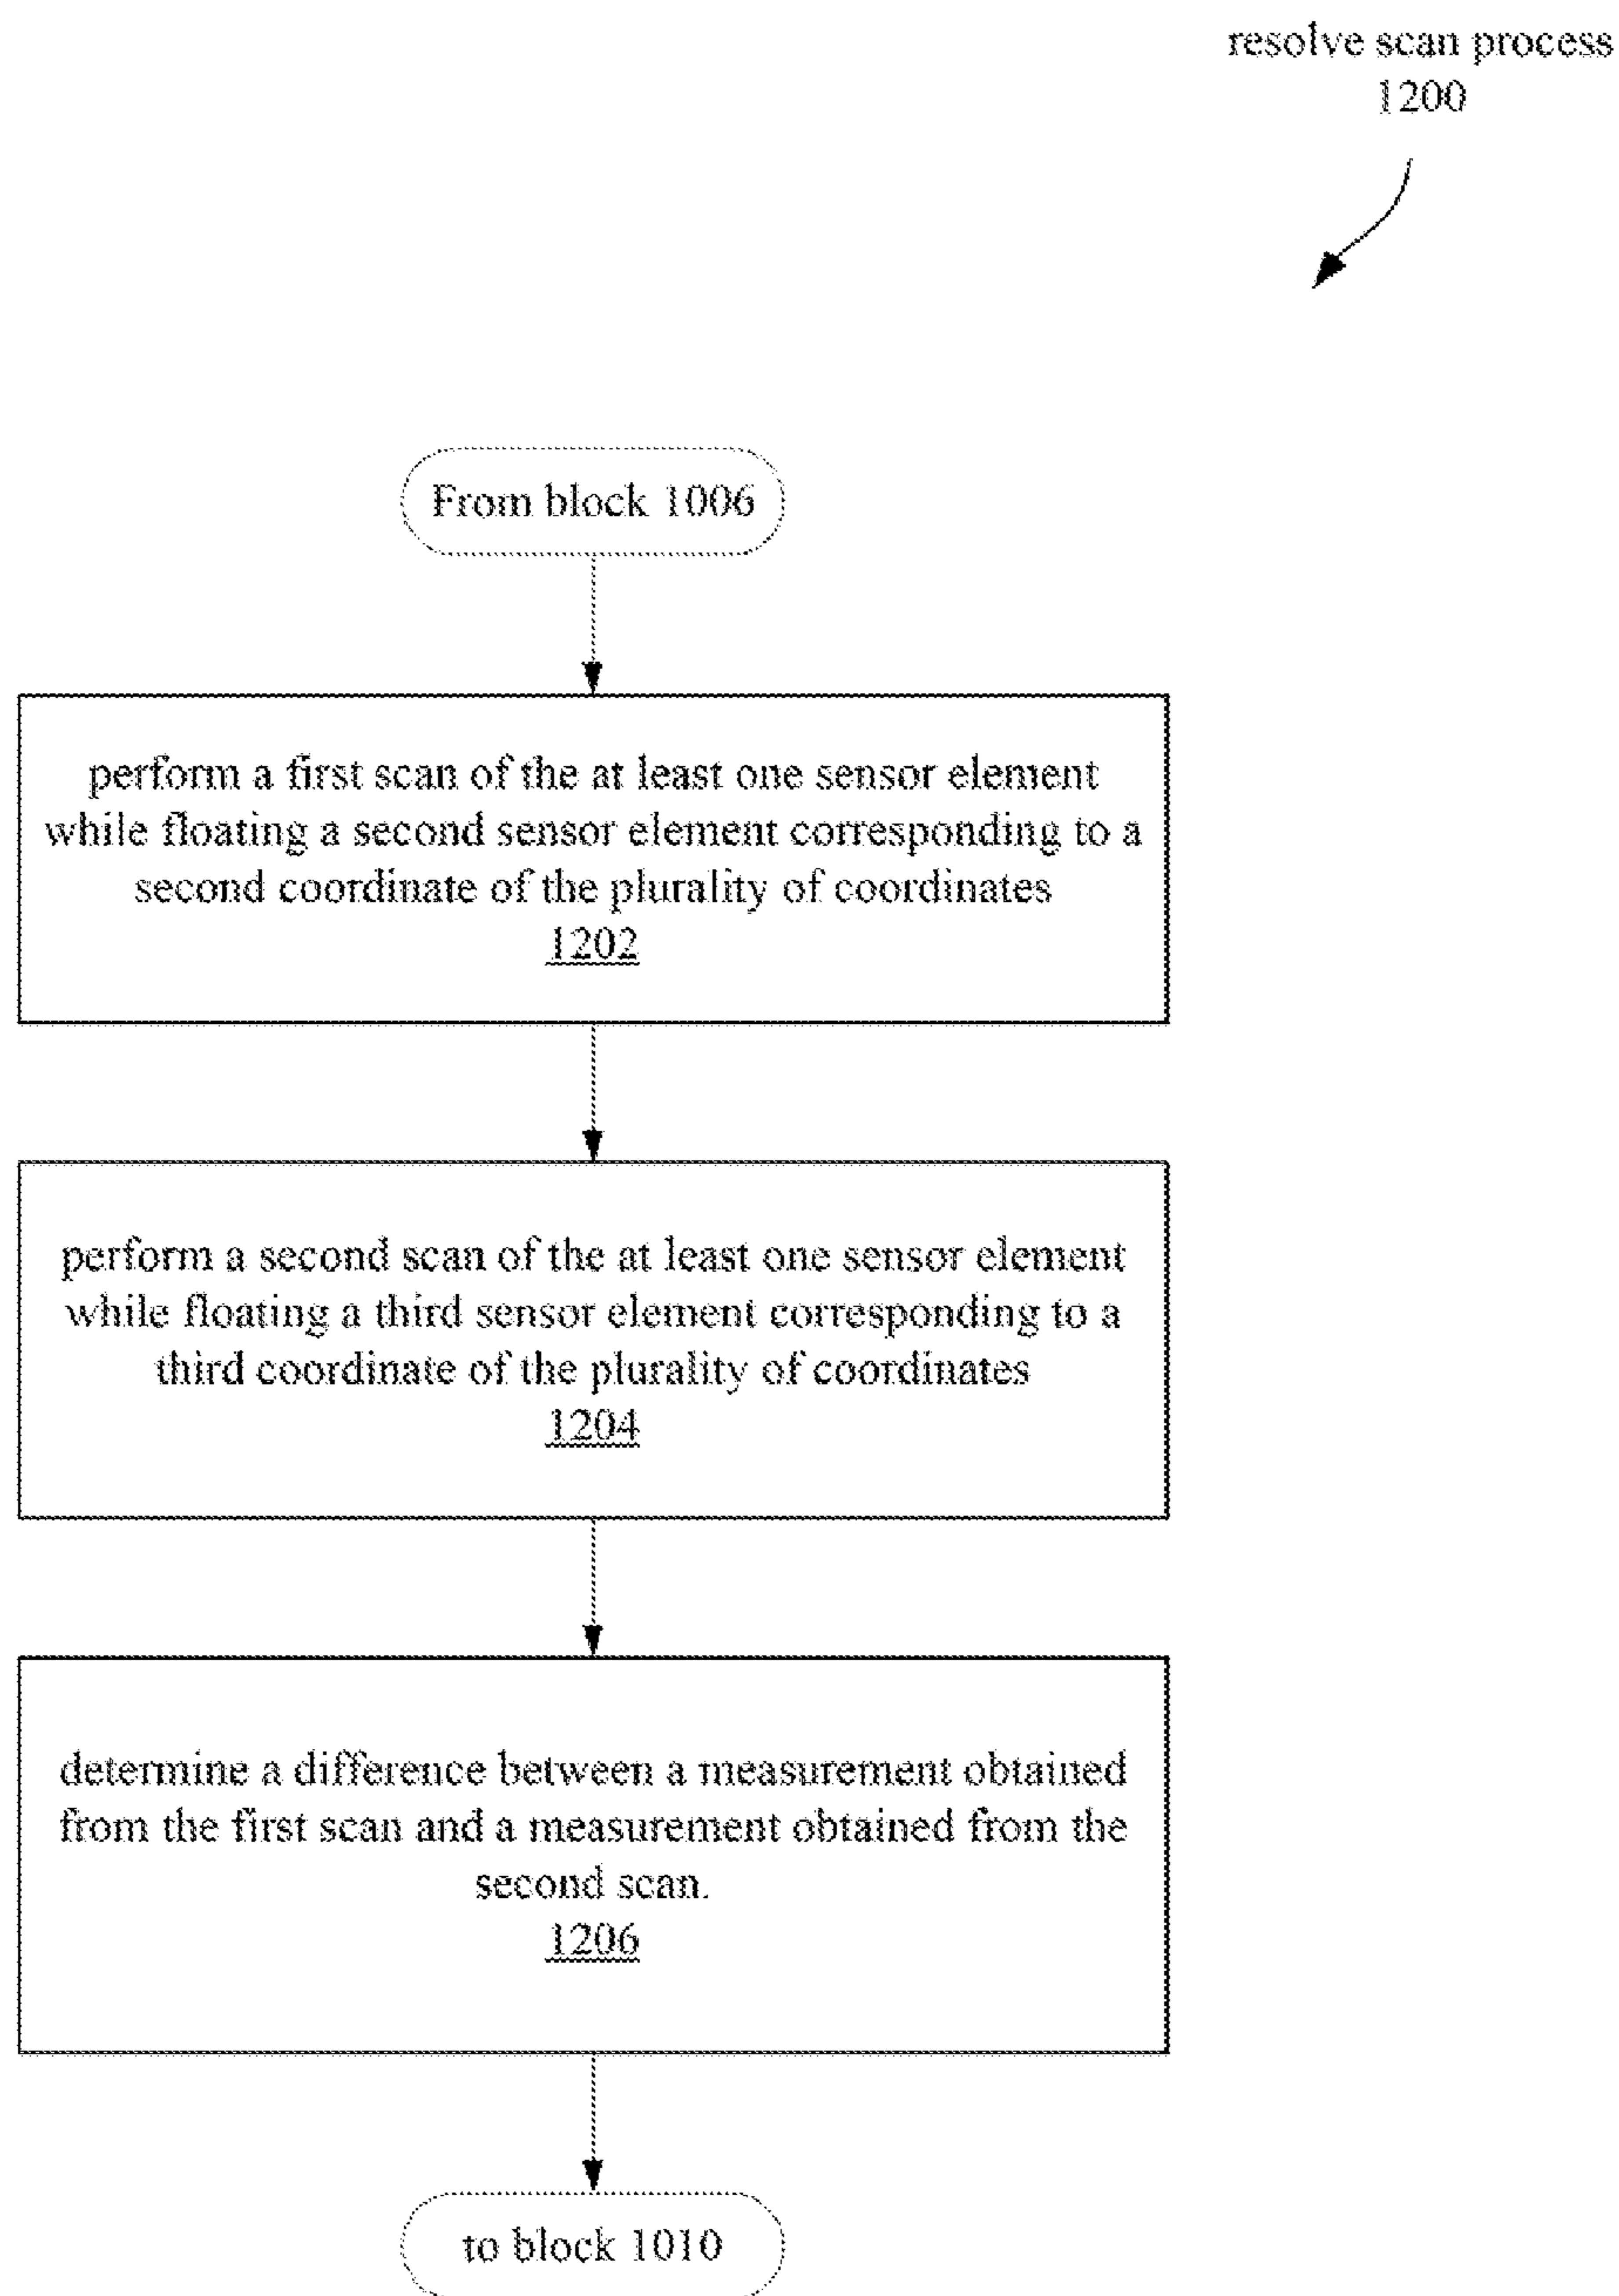 resolve scan process
1200
From block 1006
perform a first scan of the at least one sensor element
while floating a second sensor element corresponding to a
second coordinate of the plurality of coordinates
1202
perform a second scan of the at least one sensor element
while floating a third sensor element corresponding to a
third coordinate of the plurality of coordinates
1204
determine a difference between a measurement obtained
from the first scan and a measurement obtained from the
second scan.
1206
to block 1010